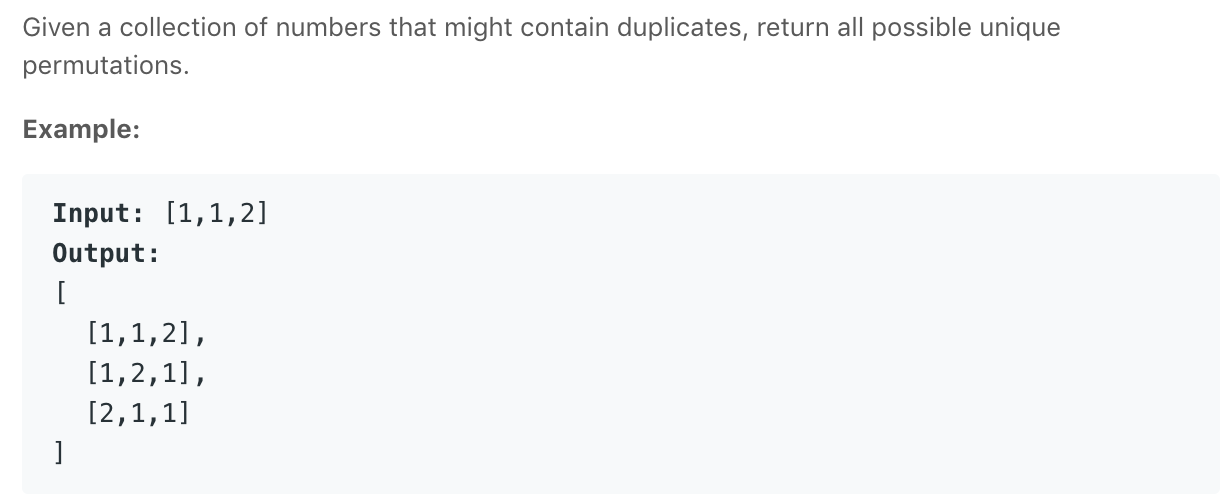 Given a collection of numbers that might contain duplicates, return all possible unique
permutations.
Example:
Input: [1,1,2]
Output:
[
  [1,1,2],
  [1,2,1],
  [2,1,1]
]